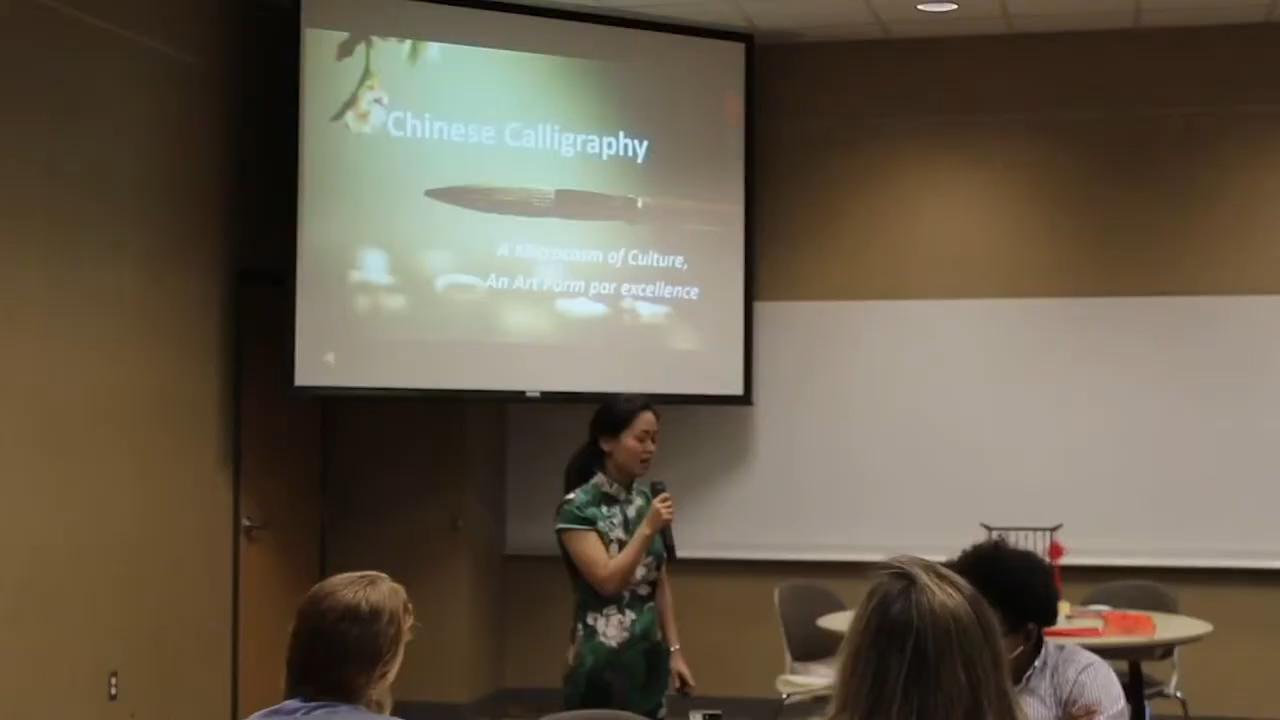 Chinese Calligraphy
A Microcosm of Culture,
An Art Form par excellence